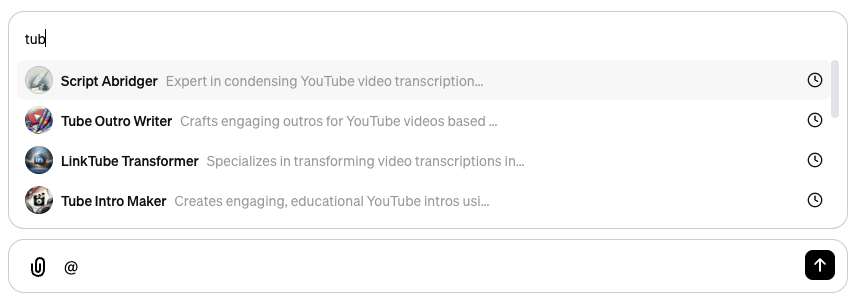 tub
Script Abridger Expert in condensing YouTube video transcription...
Tube Outro Writer Crafts engaging outros for YouTube videos based ...
LinkTube Transformer Specializes in transforming video transcriptions in...
Tube Intro Maker Creates engaging, educational YouTube intros usi...
@